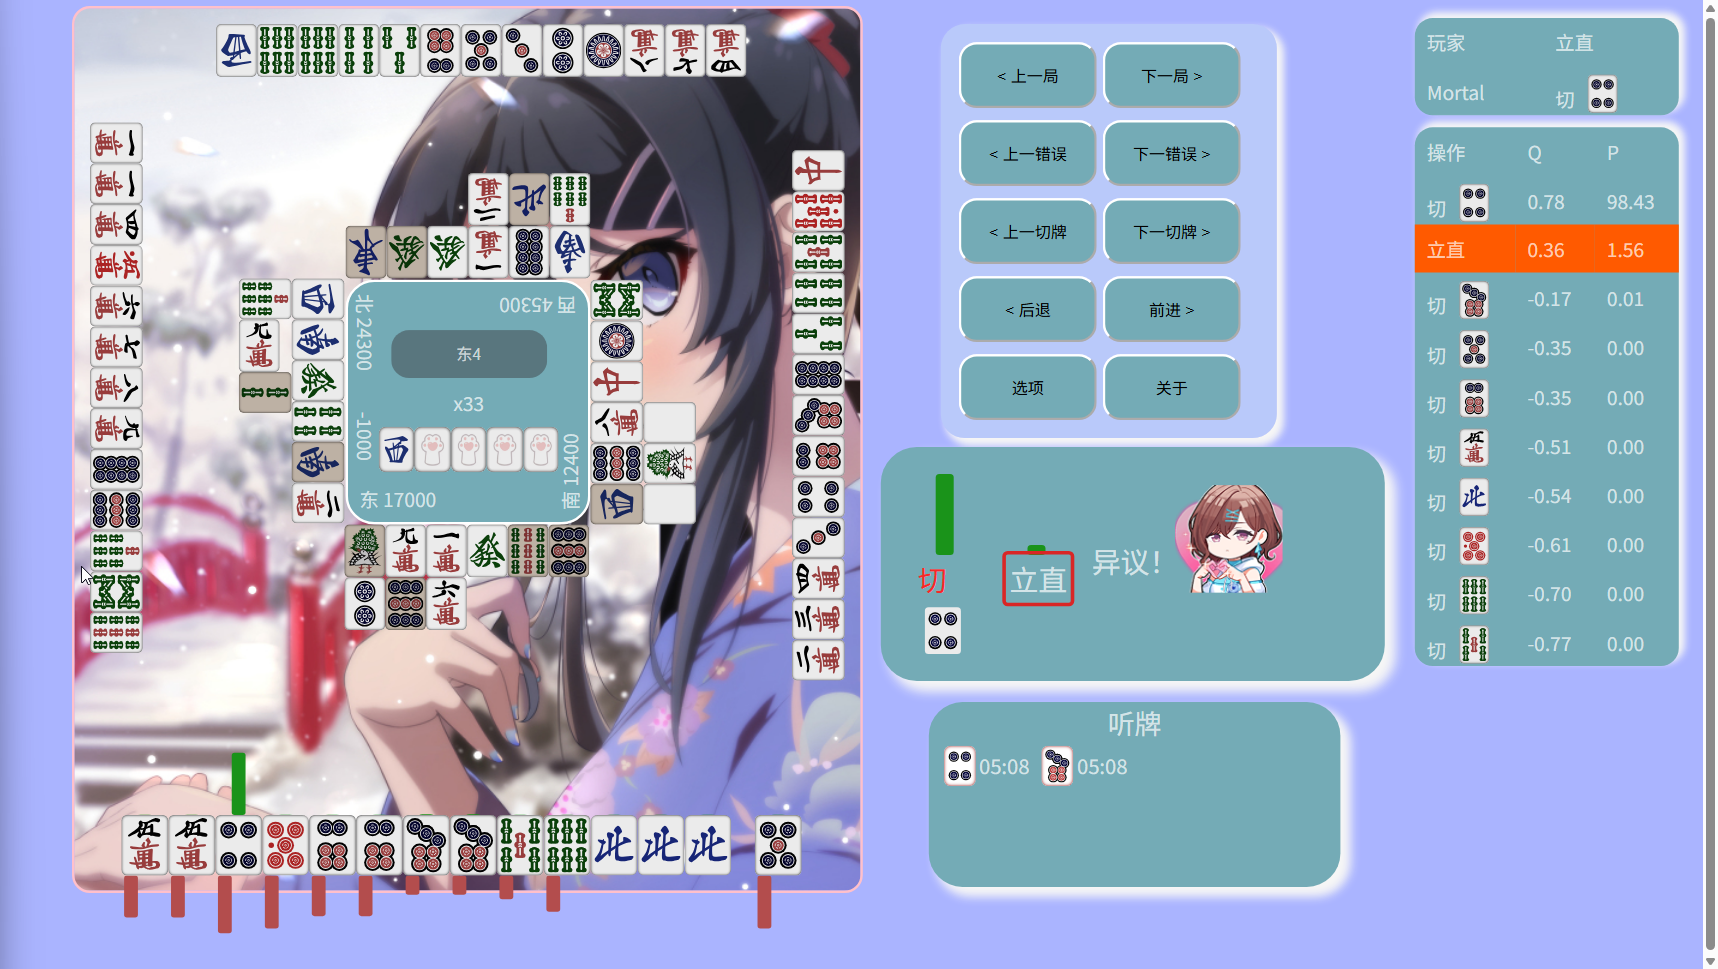 < 上一局
下一局 >
< 上一错误
下一错误 >
< 上一切牌
下一切牌 >
< 后退
前进 >
选项
关于
玩家 立直
Mortal 切
操作 Q P
切 0.78 98.43
立直 0.36 1.56
切 -0.17 0.01
切 -0.35 0.00
切 -0.35 0.00
切 -0.51 0.00
切 -0.54 0.00
切 -0.61 0.00
切 -0.70 0.00
切 -0.77 0.00
西 45300
北 24300
-1000
东4
x33
南 12400
东 17000
切
立直
异议!
听牌
05:08 05:08